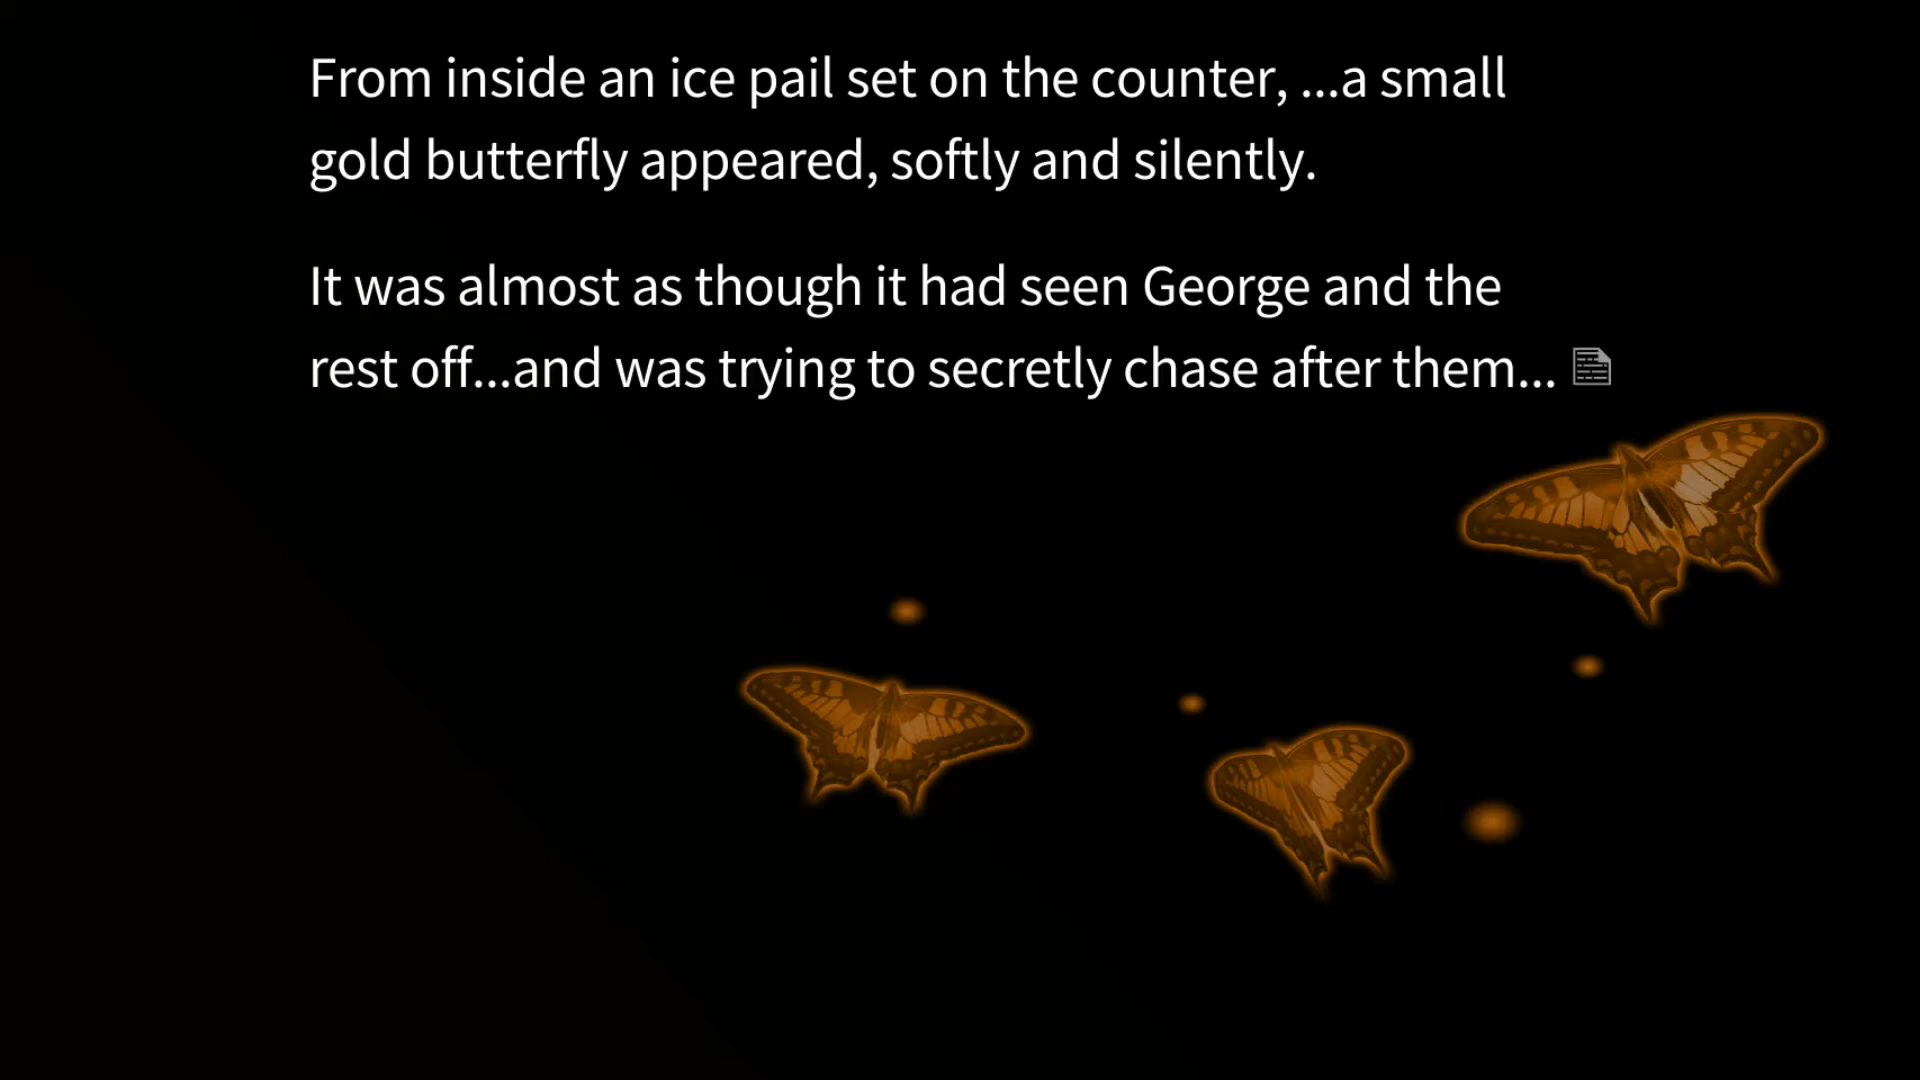 From inside an ice pail set on the counter, ...a small
gold butterfly appeared, softly and silently.
It was almost as though it had seen George and the
rest off...and was trying to secretly chase after them...